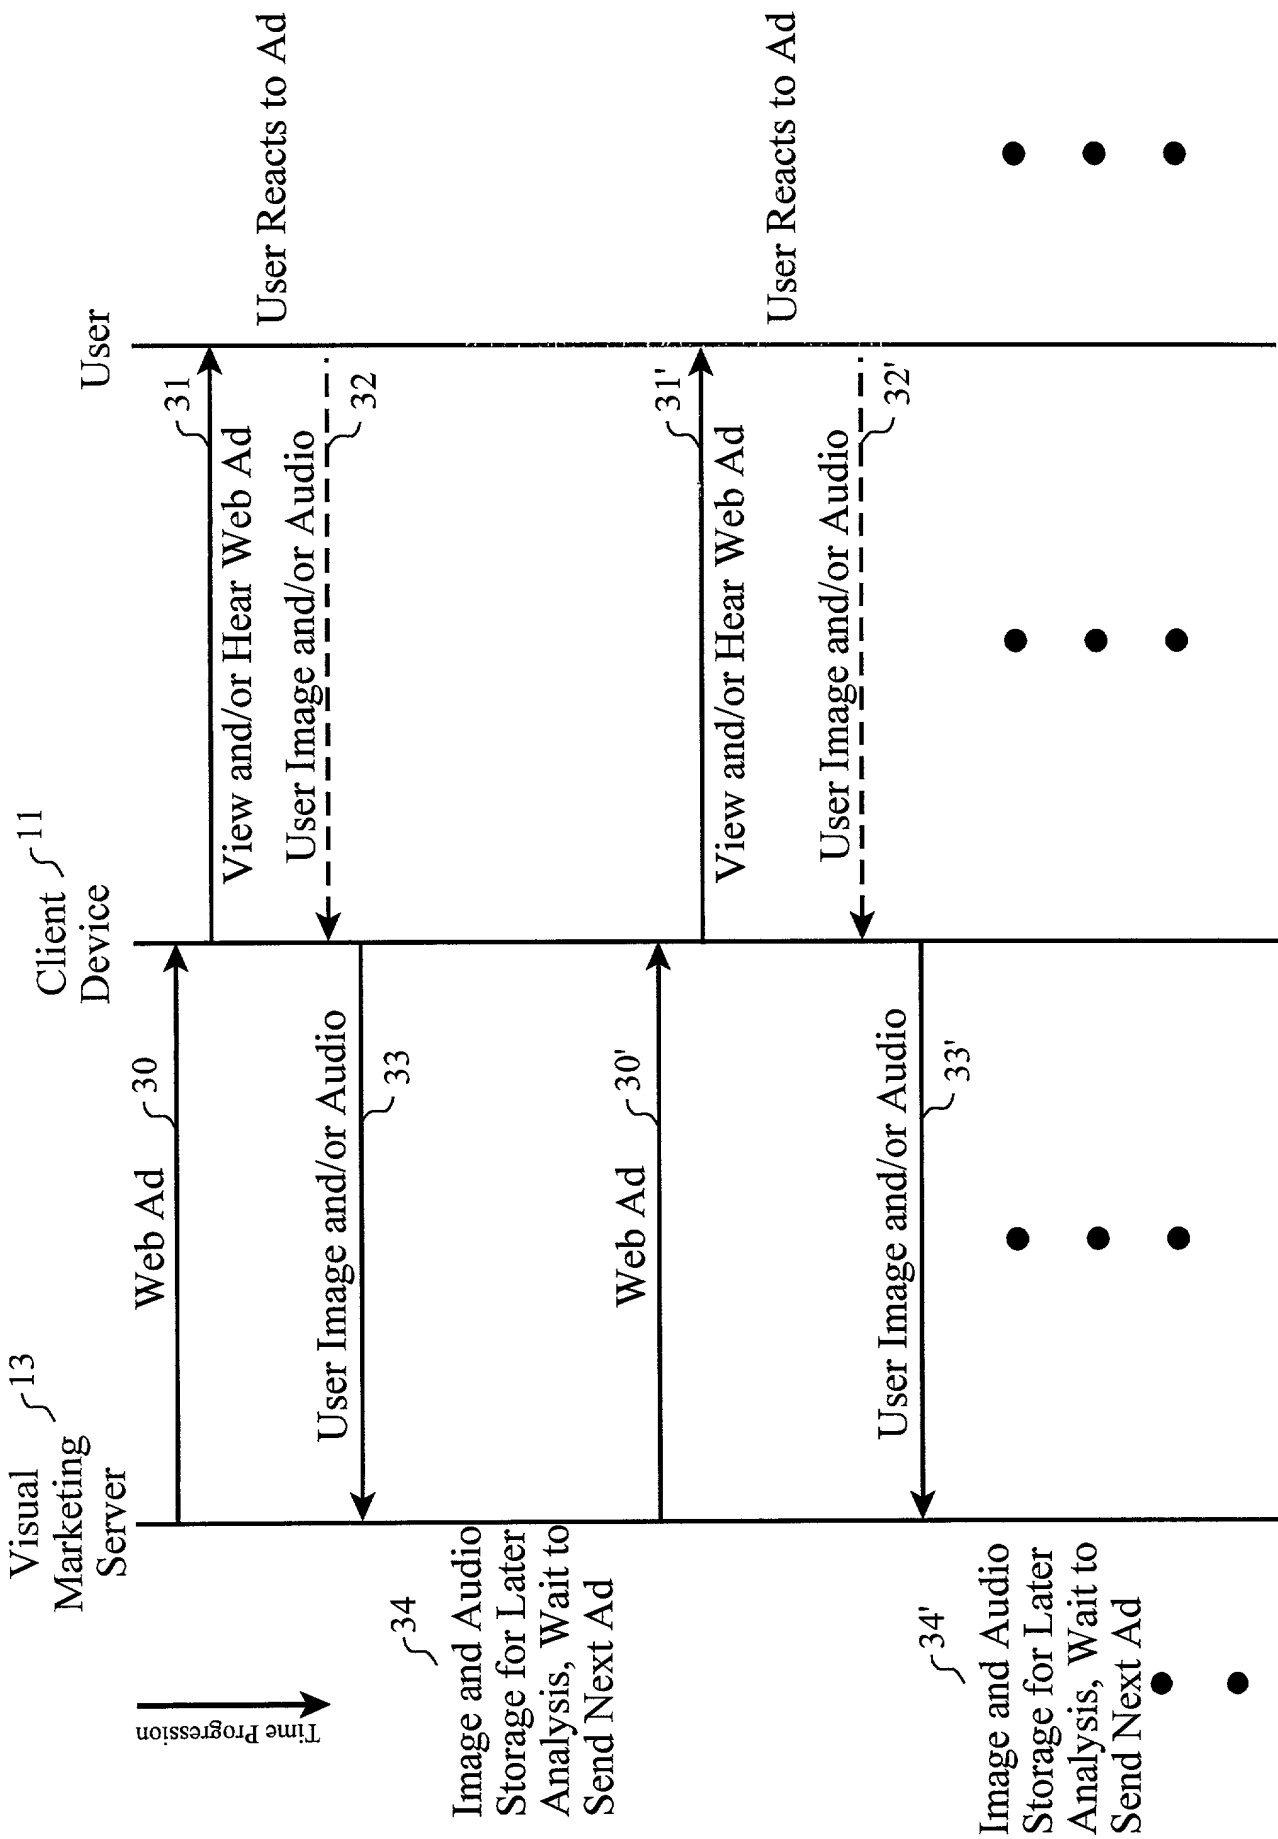 Visual
Marketing 13
Server
Client 11
Device
User
Time Progression
Web Ad 30
31
View and/or Hear Web Ad
User Reacts to Ad
User Image and/or Audio
32
User Image and/or Audio
33
34
Image and Audio
Storage for Later
Analysis, Wait to
Send Next Ad
Web Ad 30'
31'
View and/or Hear Web Ad
User Reacts to Ad
User Image and/or Audio
32'
User Image and/or Audio
33'
34'
Image and Audio
Storage for Later
Analysis, Wait to
Send Next Ad